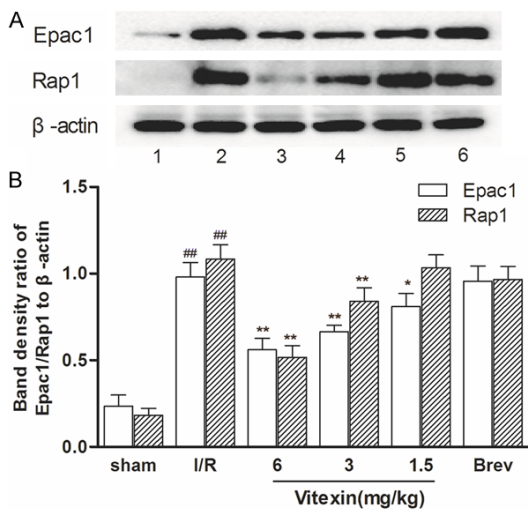 A
Epac1
Rap1
β -actin
1 2 3 4 5 6
B
Band density ratio of
Epac1/Rap1 to β -actin
1.5
1.0
0.5
0.0
Epac1
Rap1
## ##
** **
** **
*
sham I/R 6 3 1.5 Brev
Vitexin(mg/kg)